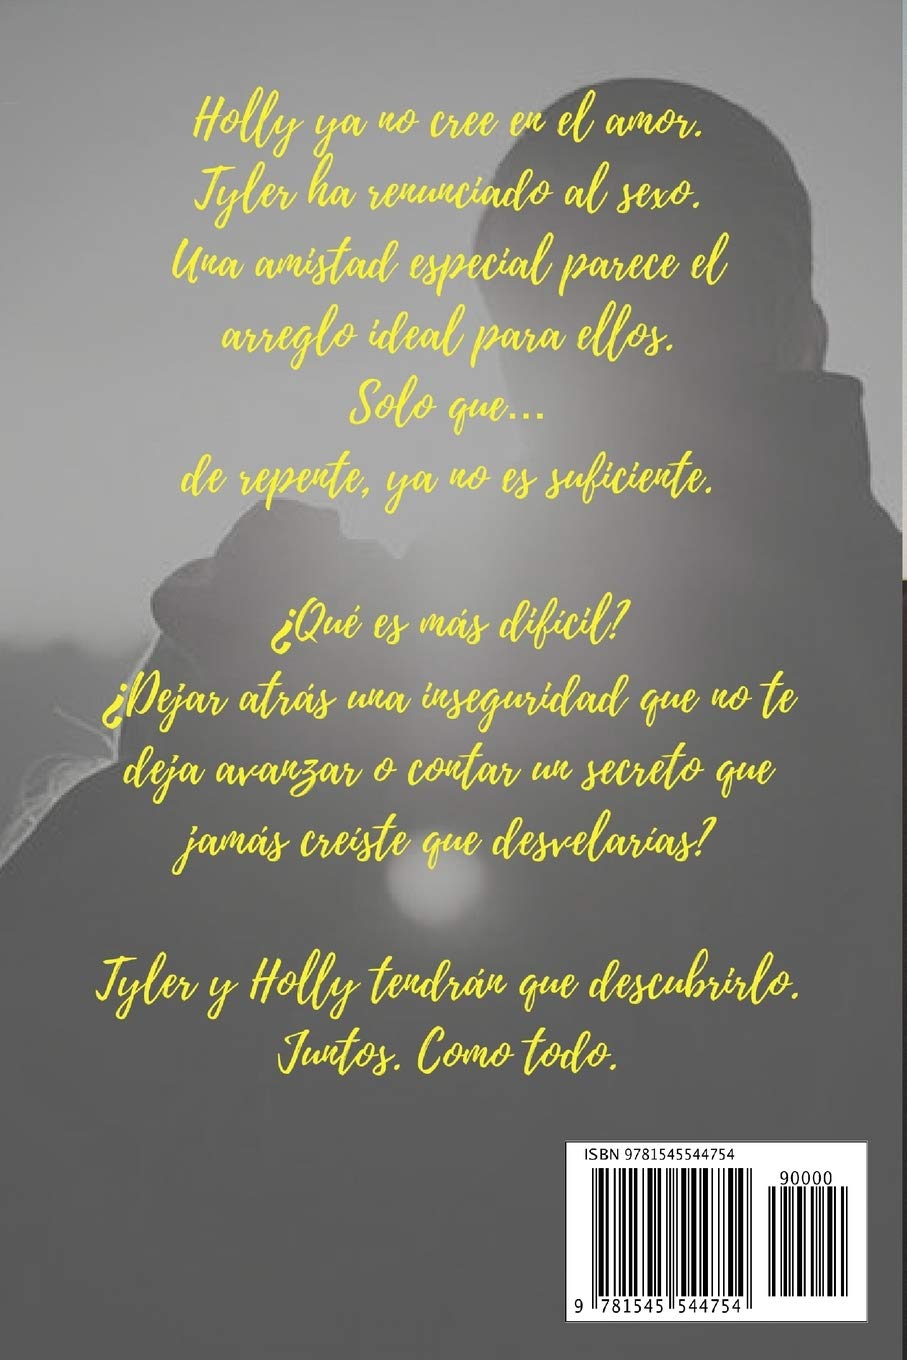 Holly ya no cree en el amor.
Tyler ha renunciado al sexo.
Una amistad especial parece el
arreglo ideal para ellos.
Solo que...
de repente, ya no es suficiente.
¿Qué es más difícil?
¿Dejar atrás una inseguridad que no te
deja avanzar o contar un secreto que
jamás creíste que desvelarías?
Tyler y Holly tendrán que descubrirlo.
Juntos. Como todo.
ISBN 9781545544754
90000
9 781545 544754